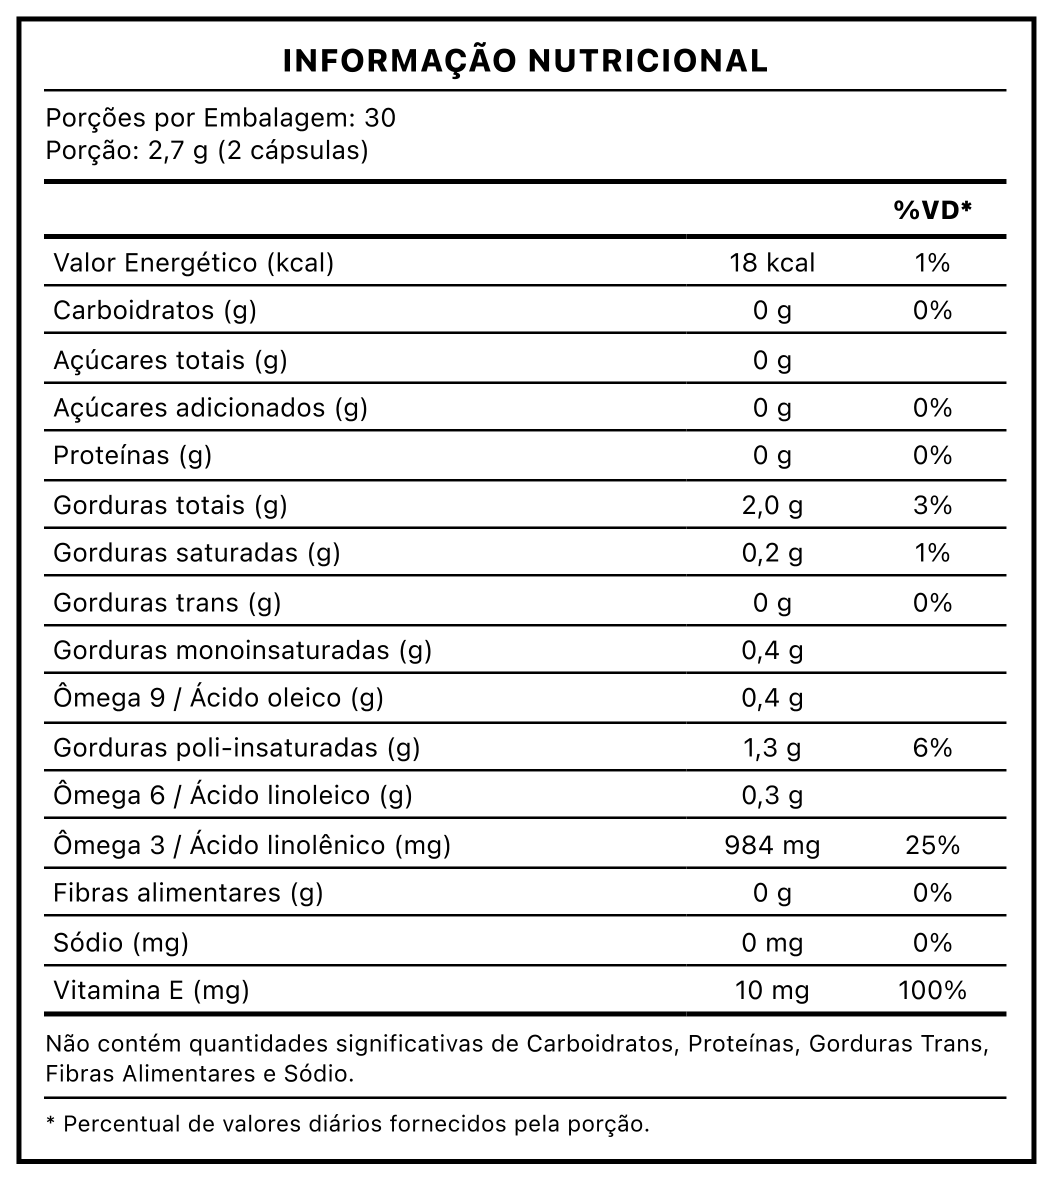 INFORMAÇÃO NUTRICIONAL
Porções por Embalagem: 30
Porção: 2,7 g (2 cápsulas)
%VD*
Valor Energético (kcal) 18 kcal 1%
Carboidratos (g) 0 g 0%
Açúcares totais (g) 0 g
Açúcares adicionados (g) 0 g 0%
Proteínas (g) 0 g 0%
Gorduras totais (g) 2,0 g 3%
Gorduras saturadas (g) 0,2 g 1%
Gorduras trans (g) 0 g 0%
Gorduras monoinsaturadas (g) 0,4 g
Ômega 9 / Ácido oleico (g) 0,4 g
Gorduras poli-insaturadas (g) 1,3 g 6%
Ômega 6 / Ácido linoleico (g) 0,3 g
Ômega 3 / Ácido linolênico (mg) 984 mg 25%
Fibras alimentares (g) 0 g 0%
Sódio (mg) 0 mg 0%
Vitamina E (mg) 10 mg 100%
Não contém quantidades significativas de Carboidratos, Proteínas, Gorduras Trans,
Fibras Alimentares e Sódio.
* Percentual de valores diários fornecidos pela porção.